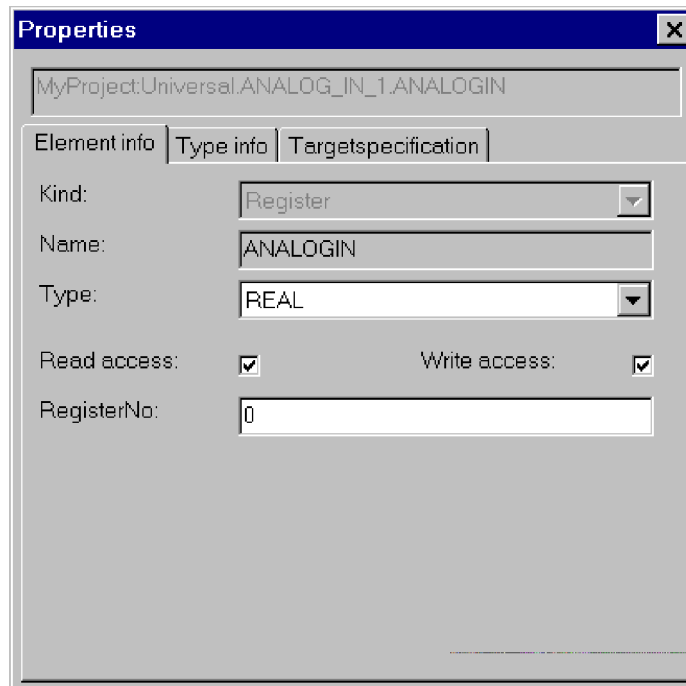 Properties
MyProject:Universal.ANALOG_IN_1.ANALOGIN
Element info Type info Targetspecification
Kind: Register
Name: ANALOGIN
Type: REAL
Read access: Write access:
RegisterNo: 0